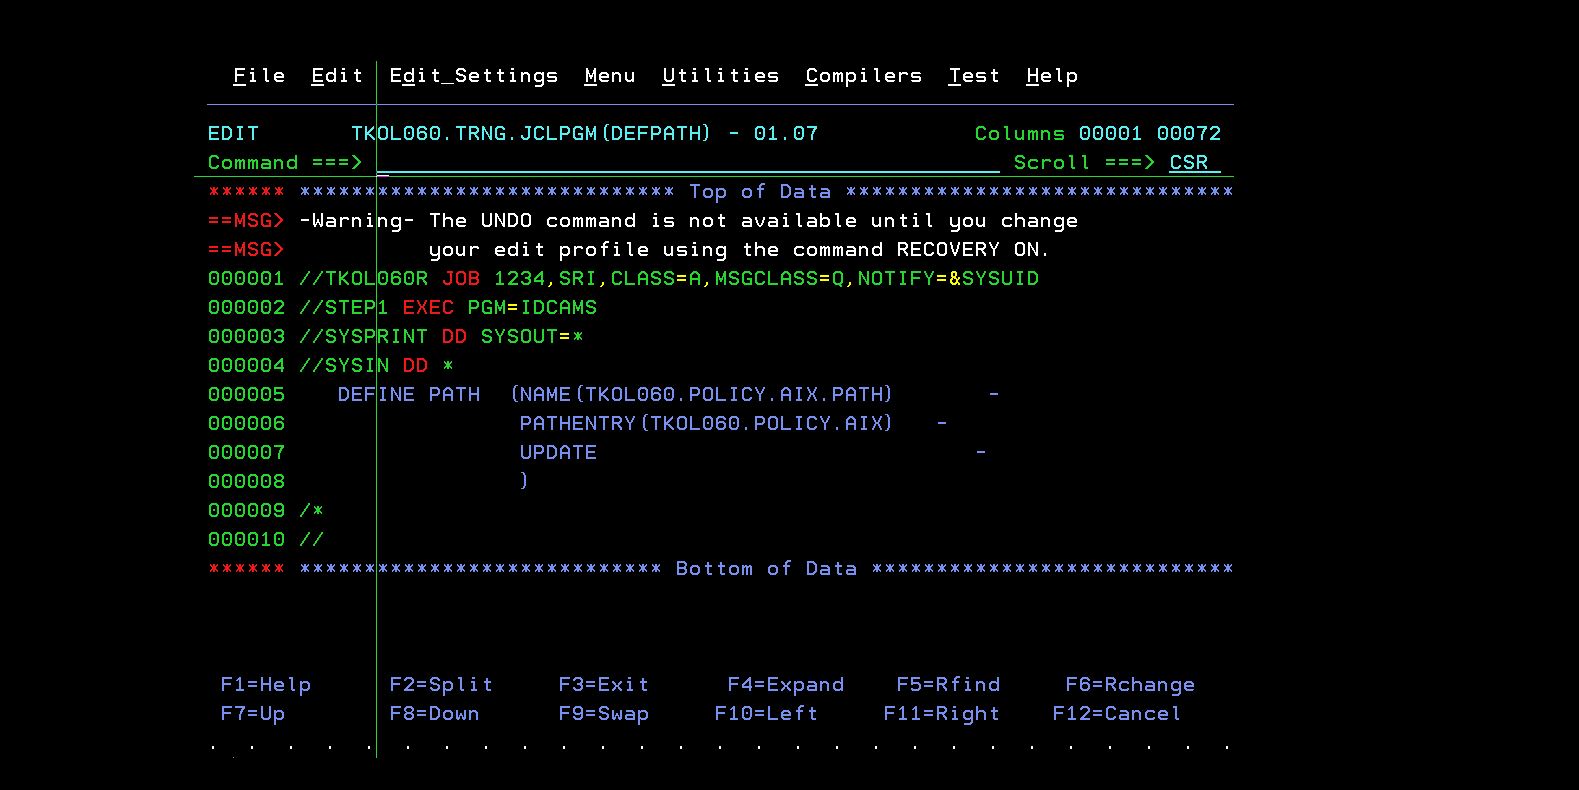 File  Edit  Edit_Settings  Menu  Utilities  Compilers  Test  Help
EDIT       TKOL060.TRNG.JCLPGM(DEFPATH) - 01.07            Columns 00001 00072
Command ===>                                                  Scroll ===> CSR
****** ***************************** Top of Data ******************************
==MSG> -Warning- The UNDO command is not available until you change
==MSG>           your edit profile using the command RECOVERY ON.
000001 //TKOL060R JOB 1234,SRI,CLASS=A,MSGCLASS=Q,NOTIFY=&SYSUID
000002 //STEP1 EXEC PGM=IDCAMS
000003 //SYSPRINT DD SYSOUT=*
000004 //SYSIN DD *
000005    DEFINE PATH  (NAME(TKOL060.POLICY.AIX.PATH)       -
000006                  PATHENTRY(TKOL060.POLICY.AIX)   -
000007                  UPDATE                             -
000008                  )
000009 /*
000010 //
****** **************************** Bottom of Data ****************************
F1=Help      F2=Split     F3=Exit      F4=Expand    F5=Rfind     F6=Rchange
F7=Up        F8=Down      F9=Swap     F10=Left     F11=Right    F12=Cancel
. . . . . . . . . . . . . . . . . . . . . . . . . . .